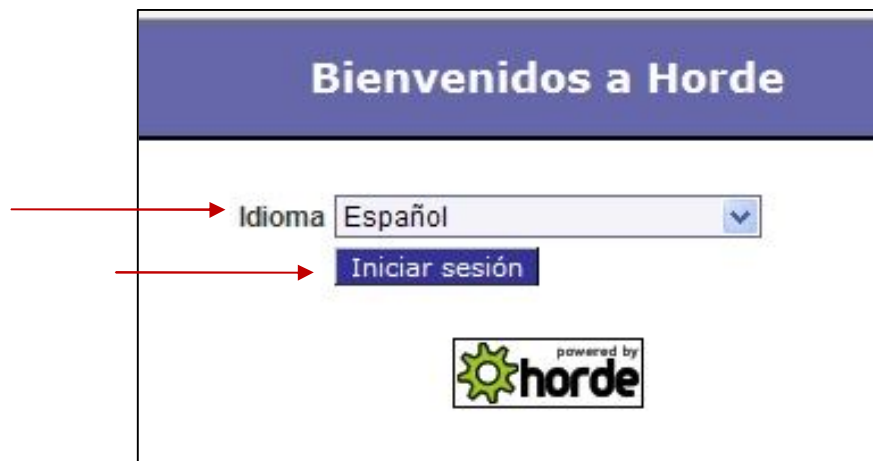 Bienvenidos a Horde
Idioma Español
Iniciar sesión
powered by
horde